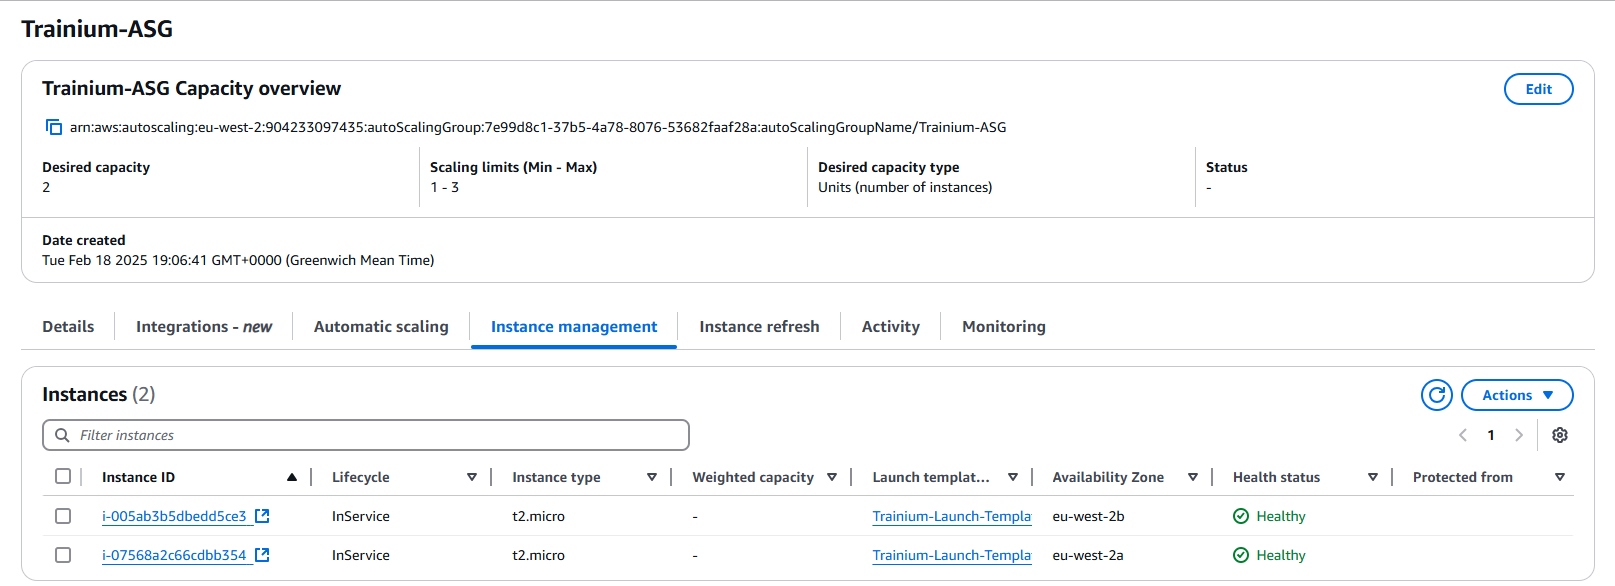 Trainium-ASG
Trainium-ASG Capacity overview
Edit
arn:aws:autoscaling:eu-west-2:904233097435:autoScalingGroup:7e99d8c1-37b5-4a78-8076-53682faaf28a:autoScalingGroupName/Trainium-ASG
Desired capacity
2
Scaling limits (Min - Max)
1 - 3
Desired capacity type
Units (number of instances)
Status
-
Date created
Tue Feb 18 2025 19:06:41 GMT+0000 (Greenwich Mean Time)
Details Integrations - new Automatic scaling Instance management Instance refresh Activity Monitoring
Instances (2)
Actions
Filter instances
1
Instance ID Lifecycle Instance type Weighted capacity Launch templat... Availability Zone Health status Protected from
i-005ab3b5dbedd5ce3 InService t2.micro - Trainium-Launch-Templa eu-west-2b Healthy
i-07568a2c66cdbb354 InService t2.micro - Trainium-Launch-Templa eu-west-2a Healthy